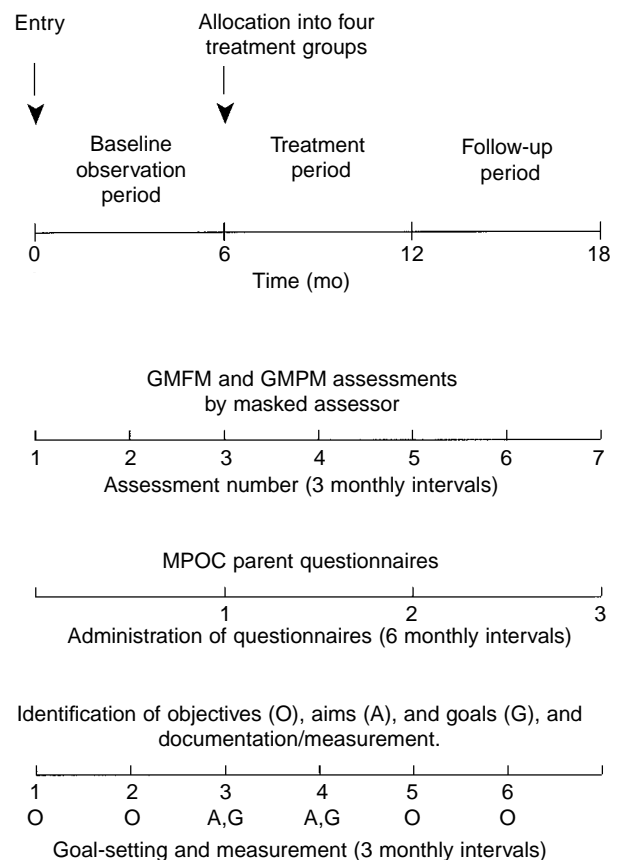 Entry
Allocation into four
treatment groups
Baseline
observation
period
Treatment
period
Follow-up
period
0 6 12 18
Time (mo)
GMFM and GMPM assessments
by masked assessor
1 2 3 4 5 6 7
Assessment number (3 monthly intervals)
MPOC parent questionnaires
1 2 3
Administration of questionnaires (6 monthly intervals)
Identification of objectives (O), aims (A), and goals (G), and
documentation/measurement.
1 2 3 4 5 6
O O A,G A,G O O
Goal-setting and measurement (3 monthly intervals)